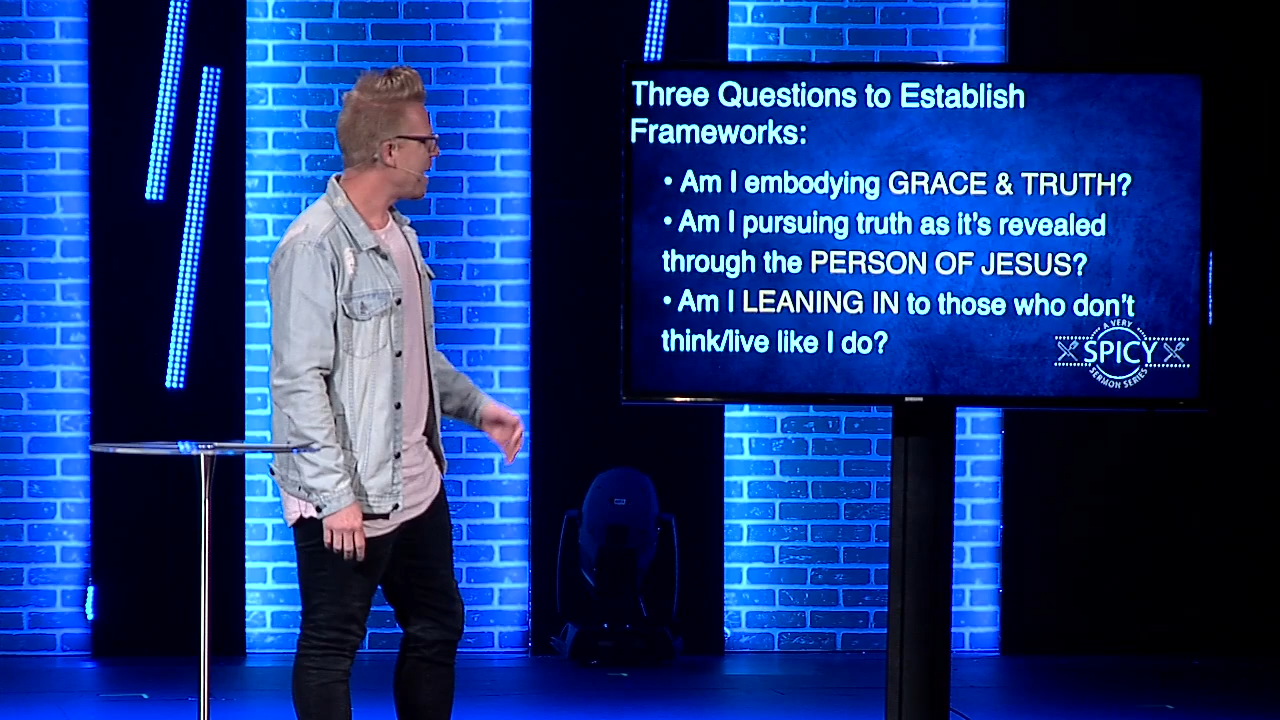 Three Questions to Establish
Frameworks:
• Am I embodying GRACE & TRUTH?
• Am I pursuing truth as it's revealed
through the PERSON OF JESUS?
• Am I LEANING IN to those who don't
think/live like I do?
A VERY
SPICY
SERMON SERIES